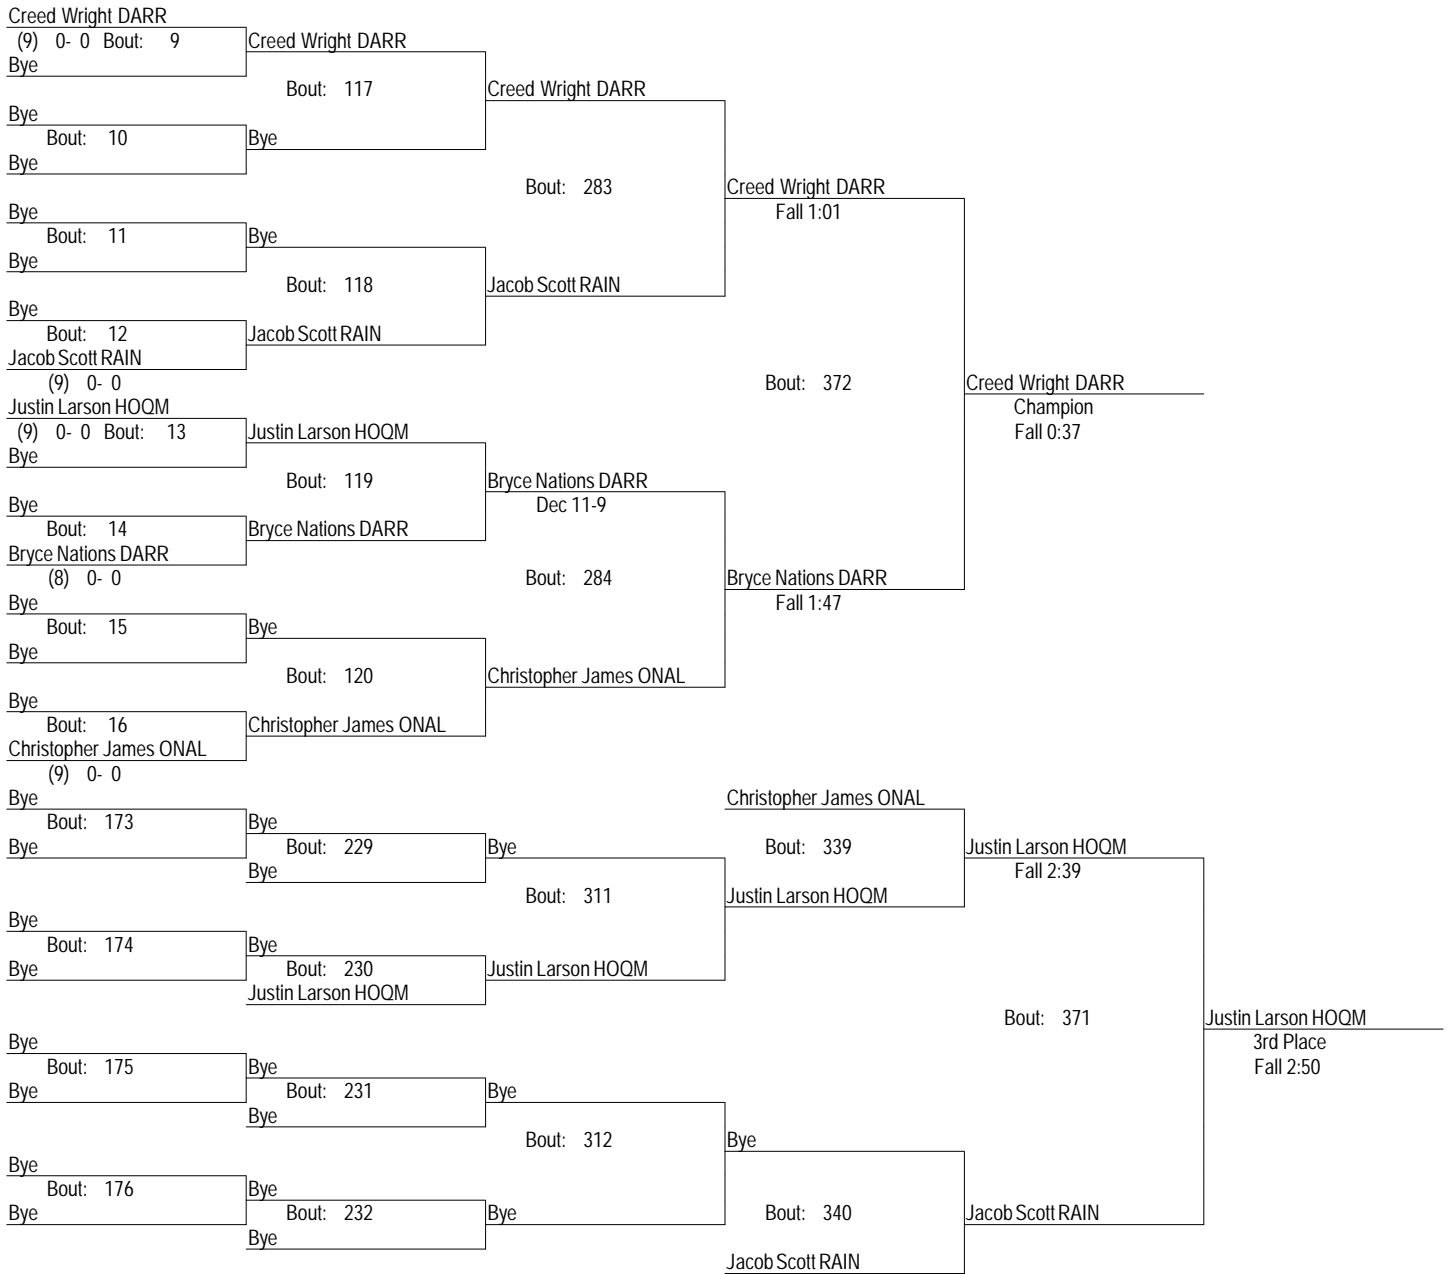 Creed Wright DARR
(9) 0- 0 Bout: 9
Creed Wright DARR
Bye
Bout: 117
Creed Wright DARR
Bye
Bout: 10
Bye
Bye
Bout: 283
Creed Wright DARR
Fall 1:01
Bye
Bout: 11
Bye
Bye
Bout: 118
Jacob Scott RAIN
Bye
Bout: 12
Jacob Scott RAIN
Jacob Scott RAIN
(9) 0- 0
Bout: 372
Creed Wright DARR
Champion
Fall 0:37
Justin Larson HOQM
(9) 0- 0 Bout: 13
Justin Larson HOQM
Bye
Bout: 119
Bryce Nations DARR
Dec 11-9
Bye
Bout: 14
Bryce Nations DARR
Bryce Nations DARR
(8) 0- 0
Bout: 284
Bryce Nations DARR
Fall 1:47
Bye
Bout: 15
Bye
Bye
Bout: 120
Christopher James ONAL
Bye
Bout: 16
Christopher James ONAL
Christopher James ONAL
(9) 0- 0
Bye
Christopher James ONAL
Bout: 173
Bye
Bye
Bout: 229
Bye
Bout: 339
Justin Larson HOQM
Fall 2:39
Bye
Bout: 311
Justin Larson HOQM
Bye
Bout: 174
Bye
Bye
Bout: 230
Justin Larson HOQM
Justin Larson HOQM
Bout: 371
Justin Larson HOQM
3rd Place
Fall 2:50
Bye
Bout: 175
Bye
Bye
Bout: 231
Bye
Bye
Bout: 312
Bye
Bye
Bout: 176
Bye
Bye
Bout: 232
Bye
Bout: 340
Jacob Scott RAIN
Bye
Jacob Scott RAIN